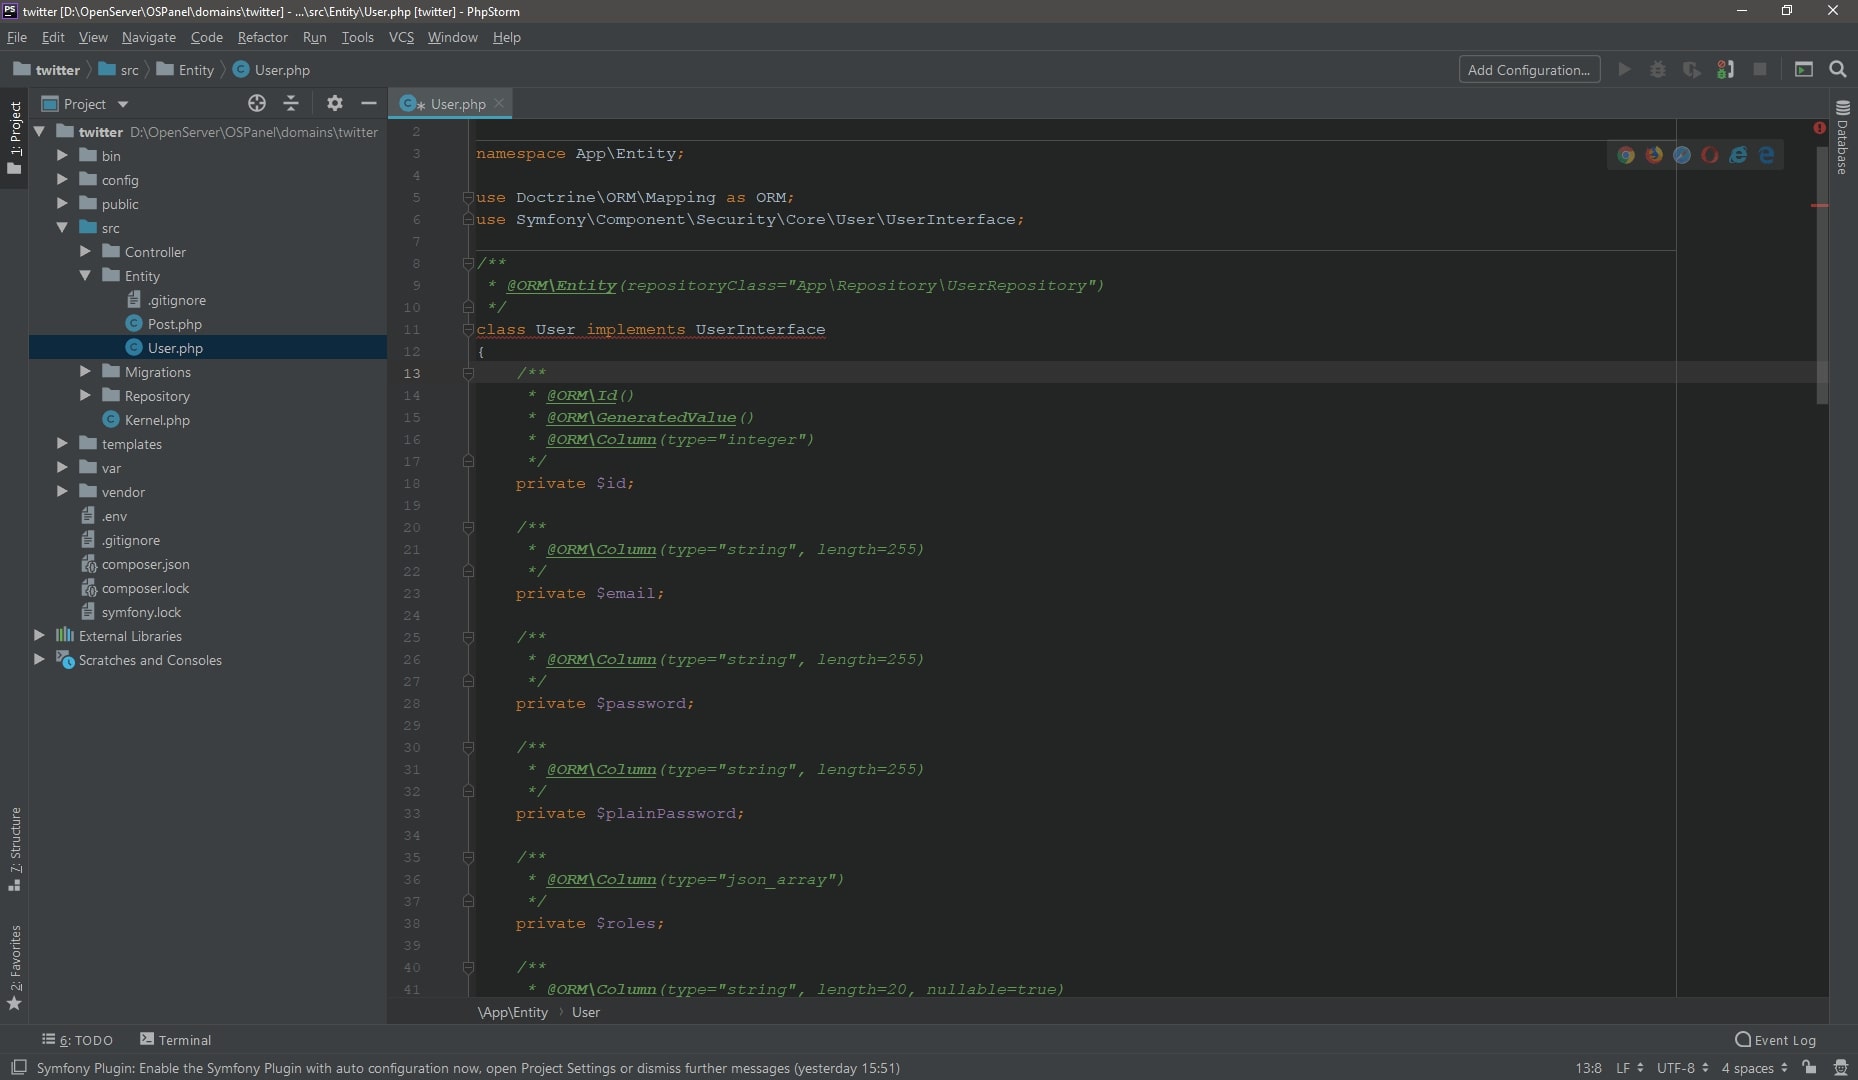 twitter [D:\OpenServer\OSPanel\domains\twitter] - ...\src\Entity\User.php [twitter] - PhpStorm
File Edit View Navigate Code Refactor Run Tools VCS Window Help
twitter src Entity User.php Add Configuration...
1: Project
Project
twitter D:\OpenServer\OSPanel\domains\twitter
bin
config
public
src
Controller
Entity
.gitignore
Post.php
User.php
Migrations
Repository
Kernel.php
templates
var
vendor
.env
.gitignore
composer.json
composer.lock
symfony.lock
External Libraries
Scratches and Consoles
7: Structure
2: Favorites
User.php
2
3 namespace App\Entity;
4
5 use Doctrine\ORM\Mapping as ORM;
6 use Symfony\Component\Security\Core\User\UserInterface;
7
8 /**
9 * @ORM\Entity(repositoryClass="App\Repository\UserRepository")
10 */
11 class User implements UserInterface
12 {
13 /**
14 * @ORM\Id()
15 * @ORM\GeneratedValue()
16 * @ORM\Column(type="integer")
17 */
18 private $id;
19
20 /**
21 * @ORM\Column(type="string", length=255)
22 */
23 private $email;
24
25 /**
26 * @ORM\Column(type="string", length=255)
27 */
28 private $password;
29
30 /**
31 * @ORM\Column(type="string", length=255)
32 */
33 private $plainPassword;
34
35 /**
36 * @ORM\Column(type="json_array")
37 */
38 private $roles;
39
40 /**
41 * @ORM\Column(type="string", length=20, nullable=true)
\App\Entity User
Database
6: TODO Terminal Event Log
Symfony Plugin: Enable the Symfony Plugin with auto configuration now, open Project Settings or dismiss further messages (yesterday 15:51) 13:8 LF UTF-8 4 spaces